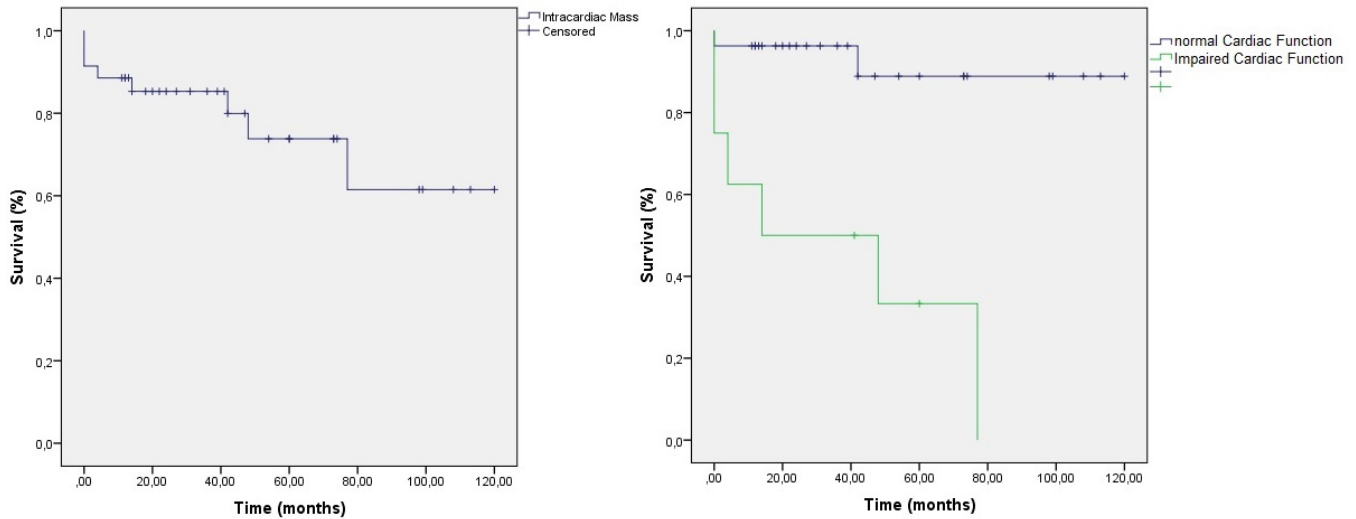 Intracardiac Mass
Censored
1,0
0,8
0,6
0,4
0,2
0,0
Survival (%)
,00 20,00 40,00 60,00 80,00 100,00 120,00
Time (months)
normal Cardiac Function
Impaired Cardiac Function
1,0
0,8
0,6
0,4
0,2
0,0
Survival (%)
,00 20,00 40,00 60,00 80,00 100,00 120,00
Time (months)